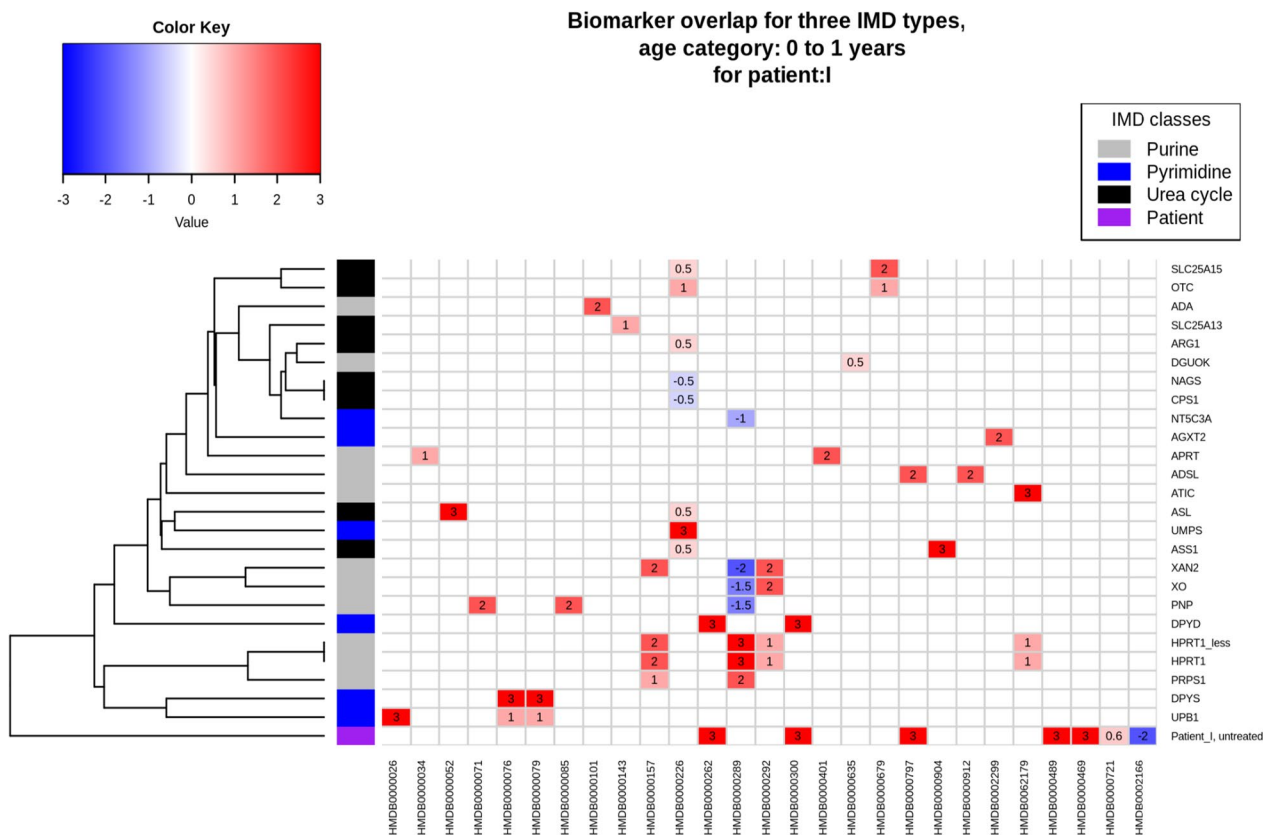 Biomarker overlap for three IMD types,
age category: 0 to 1 years
for patient:I
Color Key
-3 -2 -1 0 1 2 3
Value
IMD classes
Purine
Pyrimidine
Urea cycle
Patient
0.5 2 SLC25A15
1 1 OTC
2 ADA
1 SLC25A13
0.5 ARG1
0.5 DGUOK
-0.5 NAGS
-0.5 CPS1
-1 NT5C3A
2 AGXT2
1 2 APRT
2 2 ADSL
3 ATIC
3 0.5 ASL
3 UMPS
0.5 3 ASS1
2 -2 2 XAN2
-1.5 2 XO
2 2 -1.5 PNP
3 3 DPYD
2 3 1 1 HPRT1_less
2 3 1 1 HPRT1
1 2 PRPS1
3 3 DPYS
3 1 1 UPB1
3 3 3 3 3 0.6 -2 Patient_I, untreated
HMDB0000026
HMDB0000034
HMDB0000052
HMDB0000071
HMDB0000076
HMDB0000079
HMDB0000085
HMDB0000101
HMDB0000143
HMDB0000157
HMDB0000226
HMDB0000262
HMDB0000289
HMDB0000292
HMDB0000300
HMDB0000401
HMDB0000635
HMDB0000679
HMDB0000797
HMDB0000904
HMDB0000912
HMDB0002299
HMDB0062179
HMDB0000489
HMDB0000469
HMDB0000721
HMDB0002166